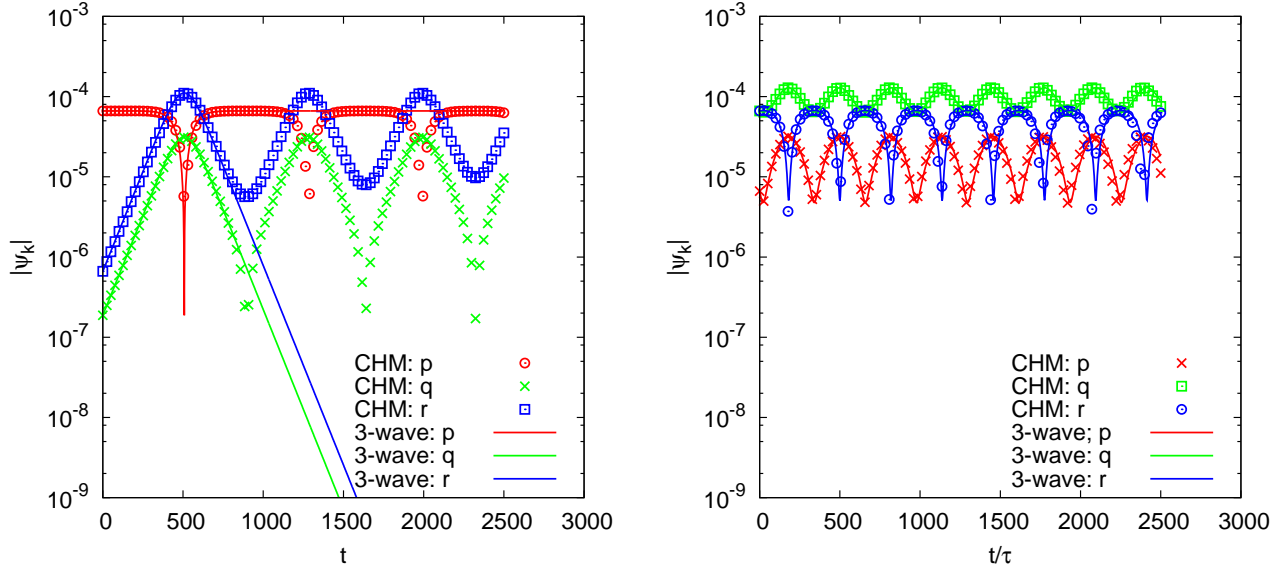 10^-3
10^-4
10^-5
10^-6
10^-7
10^-8
10^-9
|ψ_k|
CHM: p
CHM: q
CHM: r
3-wave: p
3-wave: q
3-wave: r
0 500 1000 1500 2000 2500 3000
t
10^-3
10^-4
10^-5
10^-6
10^-7
10^-8
10^-9
|ψ_k|
CHM: p
CHM: q
CHM: r
3-wave; p
3-wave: q
3-wave: r
0 500 1000 1500 2000 2500 3000
t/τ